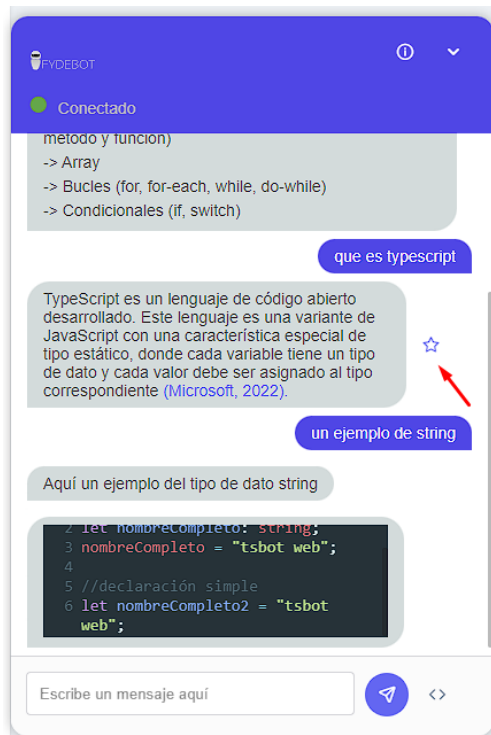 FYDEBOT
Conectado
metodo y funcion)
-> Array
-> Bucles (for, for-each, while, do-while)
-> Condicionales (if, switch)
que es typescript
TypeScript es un lenguaje de código abierto
desarrollado. Este lenguaje es una variante de
JavaScript con una característica especial de
tipo estático, donde cada variable tiene un tipo
de dato y cada valor debe ser asignado al tipo
correspondiente (Microsoft, 2022).
un ejemplo de string
Aquí un ejemplo del tipo de dato string
2 let nombreCompleto: string;
3 nombreCompleto = "tsbot web";
4
5 //declaración simple
6 let nombreCompleto2 = "tsbot
web";
Escribe un mensaje aquí